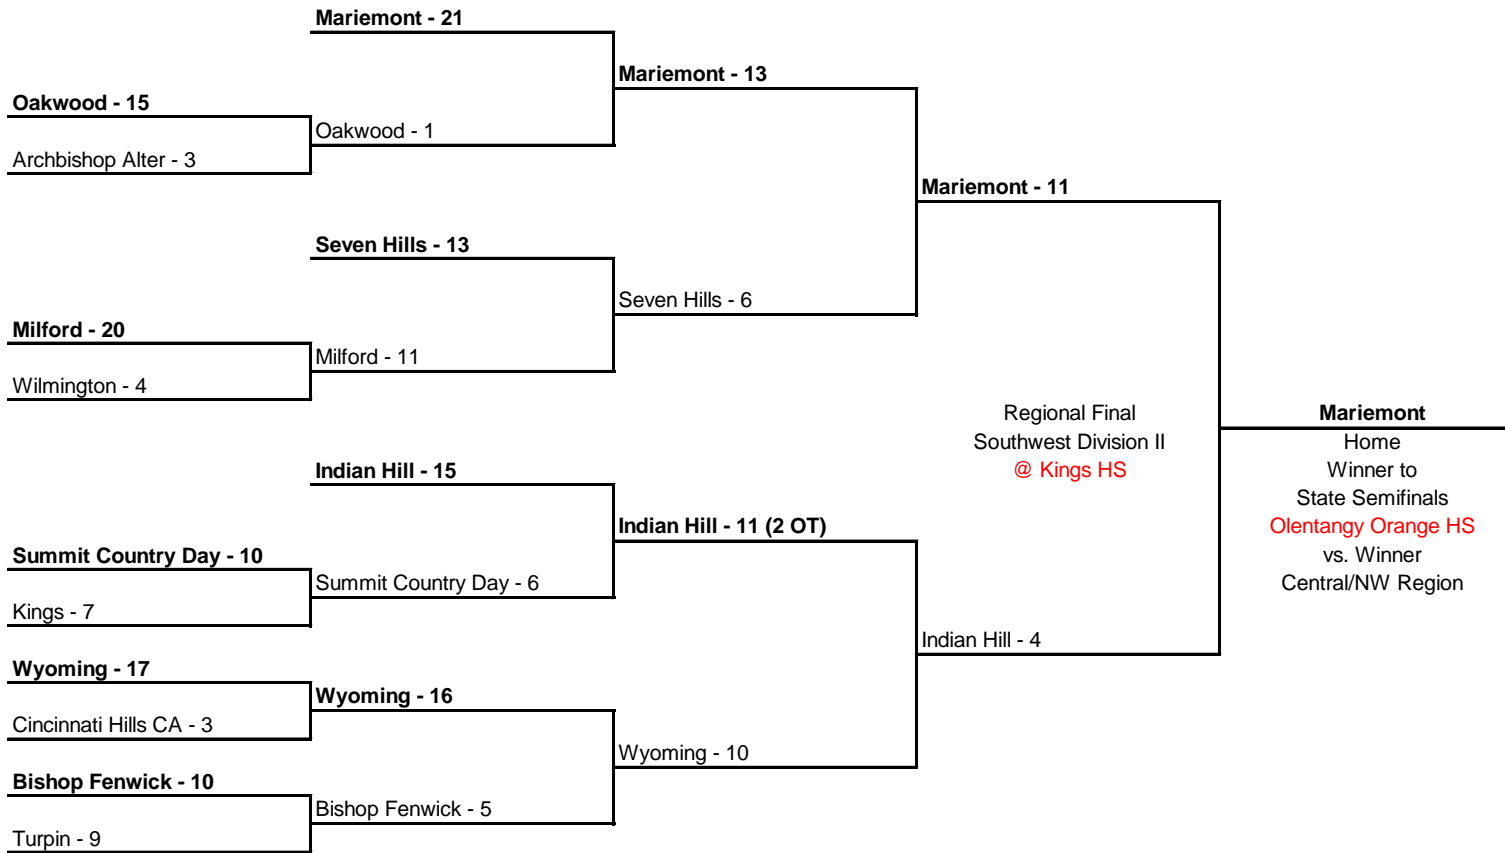 Mariemont - 21
Mariemont - 13
Oakwood - 15
Oakwood - 1
Archbishop Alter - 3
Mariemont - 11
Seven Hills - 13
Seven Hills - 6
Milford - 20
Milford - 11
Wilmington - 4
Regional Final
Southwest Division II
@ Kings HS
Mariemont
Home
Winner to
State Semifinals
Olentangy Orange HS
vs. Winner
Central/NW Region
Indian Hill - 15
Indian Hill - 11 (2 OT)
Summit Country Day - 10
Summit Country Day - 6
Kings - 7
Indian Hill - 4
Wyoming - 17
Wyoming - 16
Cincinnati Hills CA - 3
Wyoming - 10
Bishop Fenwick - 10
Bishop Fenwick - 5
Turpin - 9